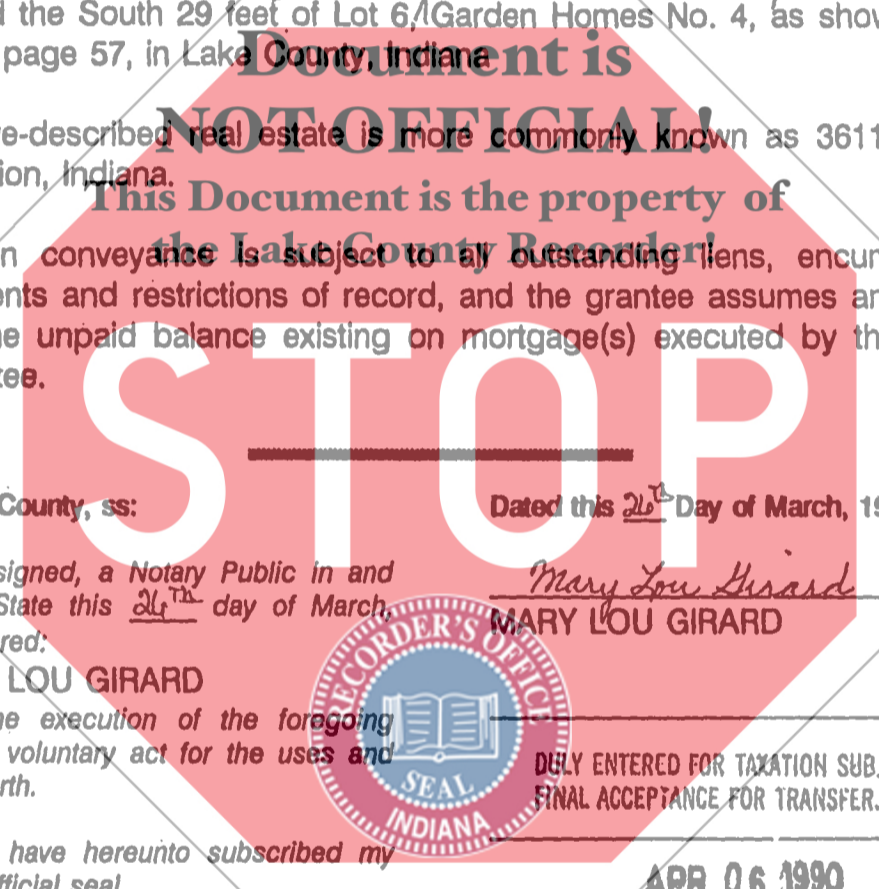 the South 29 feet of Lot 6, Garden Homes No. 4, as
page 57, in Lake County, Indiana
Document is
e-described real estate is more commonly known as 3611
NOT OFFICIAL!
ion, Indiana.
This Document is the property of
the Lake County Recorder!
n conveyance is subject to all outstanding liens, encum
nts and restrictions of record, and the grantee assumes
e unpaid balance existing on mortgage(s) executed by th
ee.
STOP
County, ss:
Dated this 26th Day of March, 19
signed, a Notary Public in and
State this 26th day of March,
red:
Mary Lou Girard
MARY LOU GIRARD
LOU GIRARD
e execution of the foregoing
voluntary act for the uses and
rth.
RECORDER'S OFFICE
SEAL
INDIANA
DULY ENTERED FOR TAXATION SUB.
FINAL ACCEPTANCE FOR TRANSFER.
have hereunto subscribed my
fficial seal
APR 06 1990